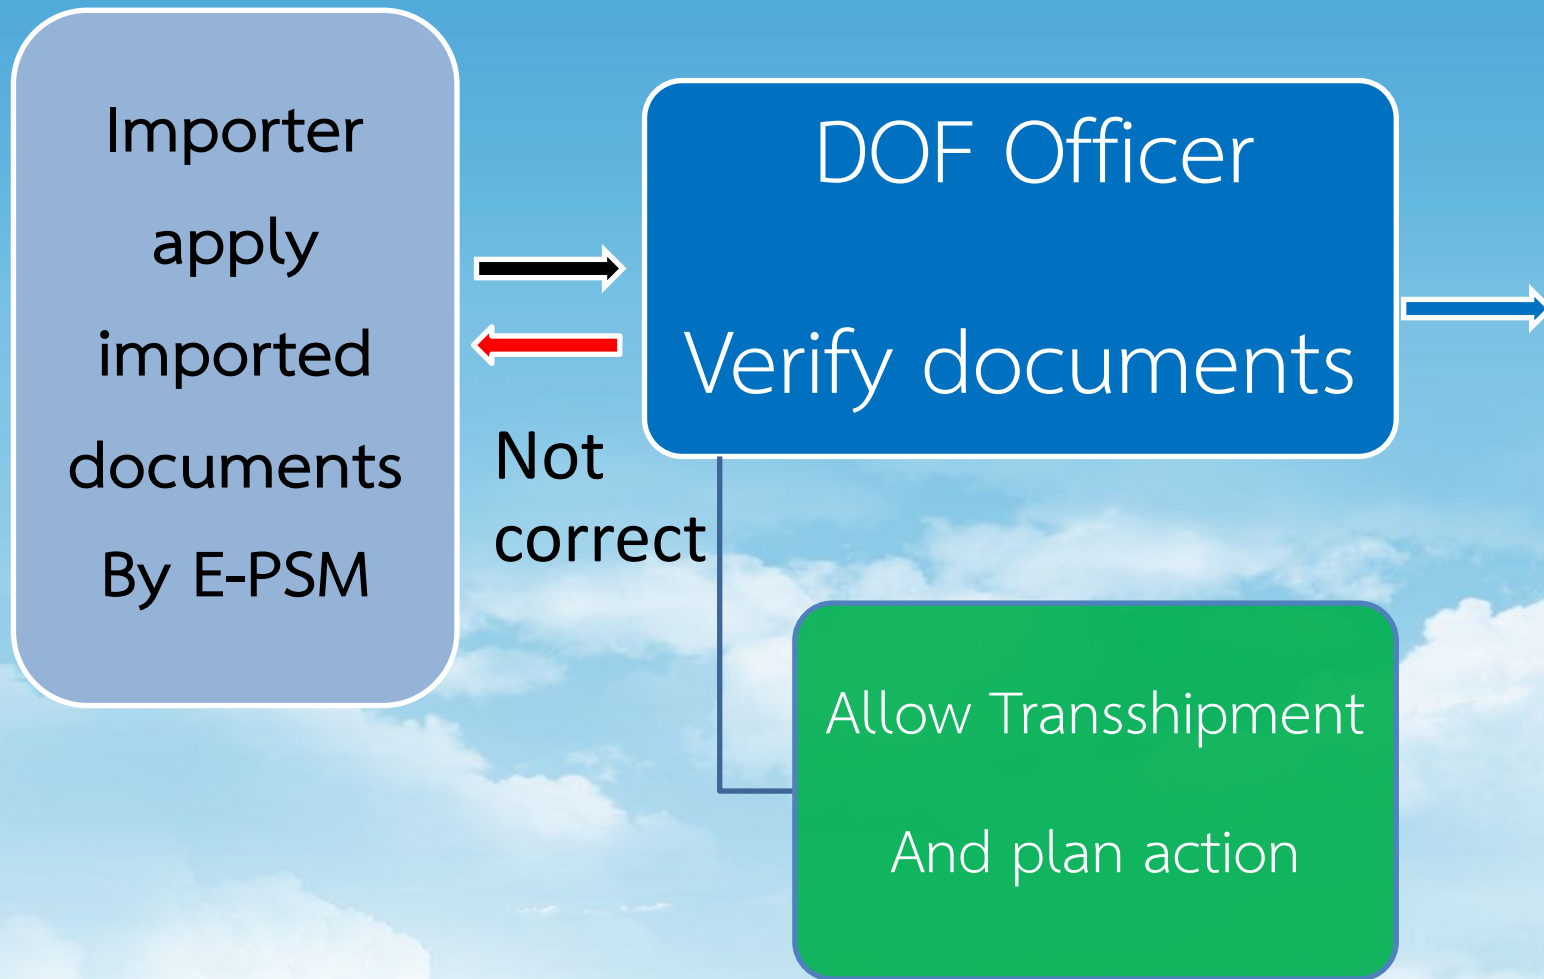 Importer
apply
imported
documents
By E-PSM
DOF Officer
Verify documents
Not
correct
Allow Transshipment
And plan action